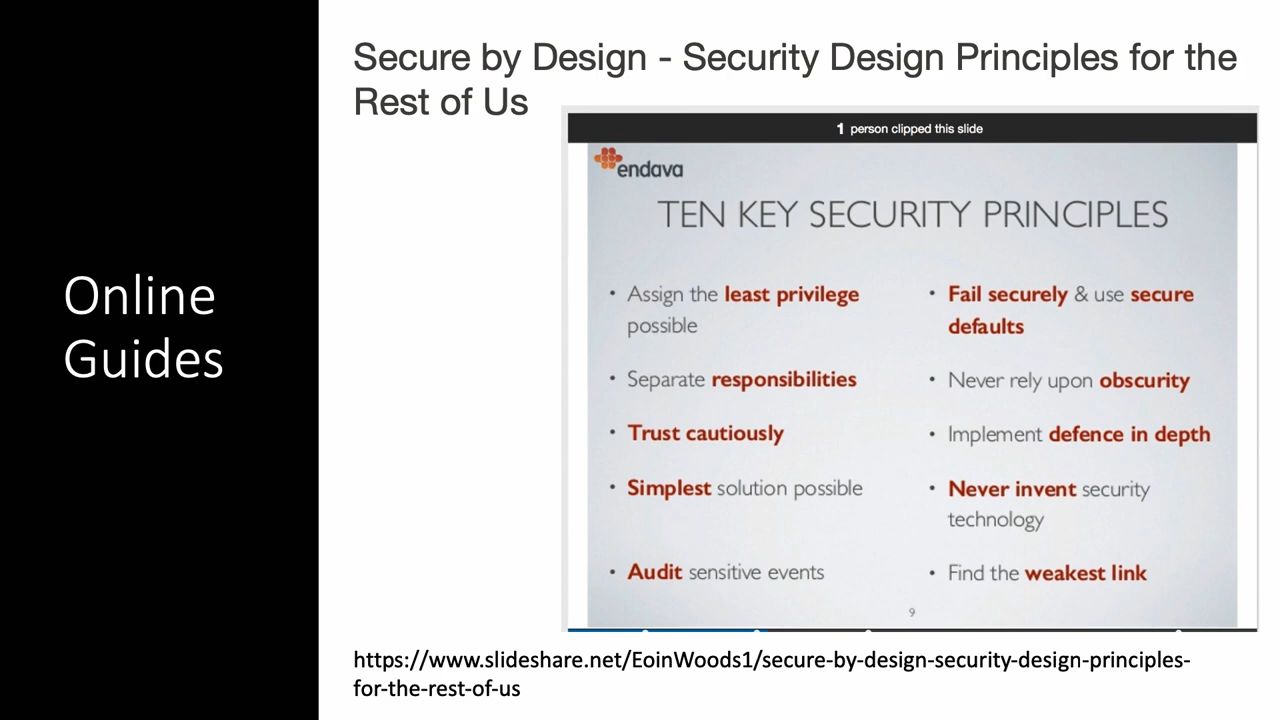 Online
Guides
Secure by Design - Security Design Principles for the
Rest of Us
1 person clipped this slide
endava
TEN KEY SECURITY PRINCIPLES
• Assign the least privilege
possible
• Separate responsibilities
• Trust cautiously
• Simplest solution possible
• Audit sensitive events
• Fail securely & use secure
defaults
• Never rely upon obscurity
• Implement defence in depth
• Never invent security
technology
• Find the weakest link
9
https://www.slideshare.net/EoinWoods1/secure-by-design-security-design-principles-
for-the-rest-of-us